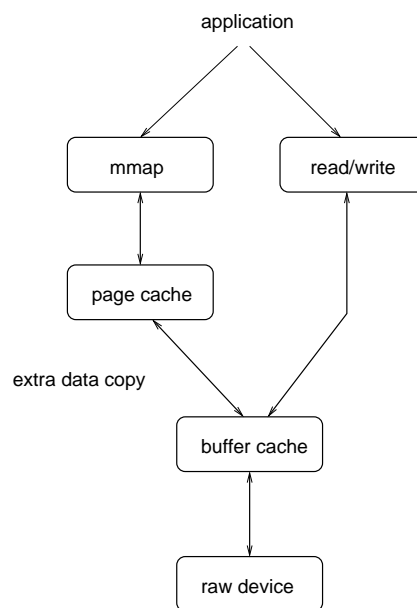 application
mmap
read/write
page cache
extra data copy
buffer cache
raw device